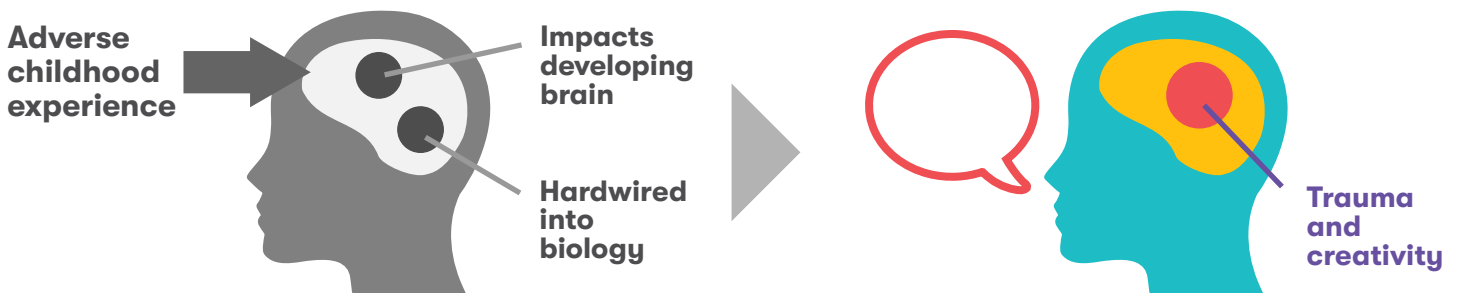 Adverse
childhood
experience
Impacts
developing
brain
Hardwired
into
biology
Trauma
and
creativity